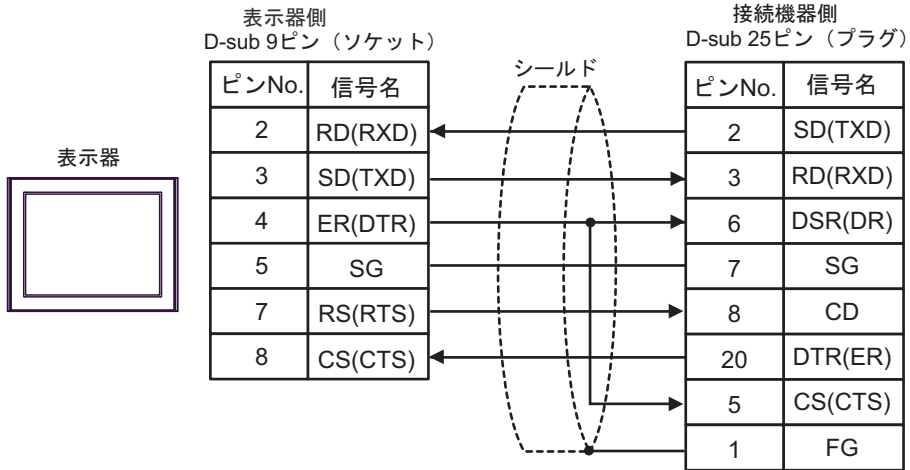 表示器側
D-sub 9ピン（ソケット）
接続機器側
D-sub 25ピン（プラグ）
シールド
表示器
ピンNo. 信号名
2 RD(RXD)
3 SD(TXD)
4 ER(DTR)
5 SG
7 RS(RTS)
8 CS(CTS)
ピンNo. 信号名
2 SD(TXD)
3 RD(RXD)
6 DSR(DR)
7 SG
8 CD
20 DTR(ER)
5 CS(CTS)
1 FG